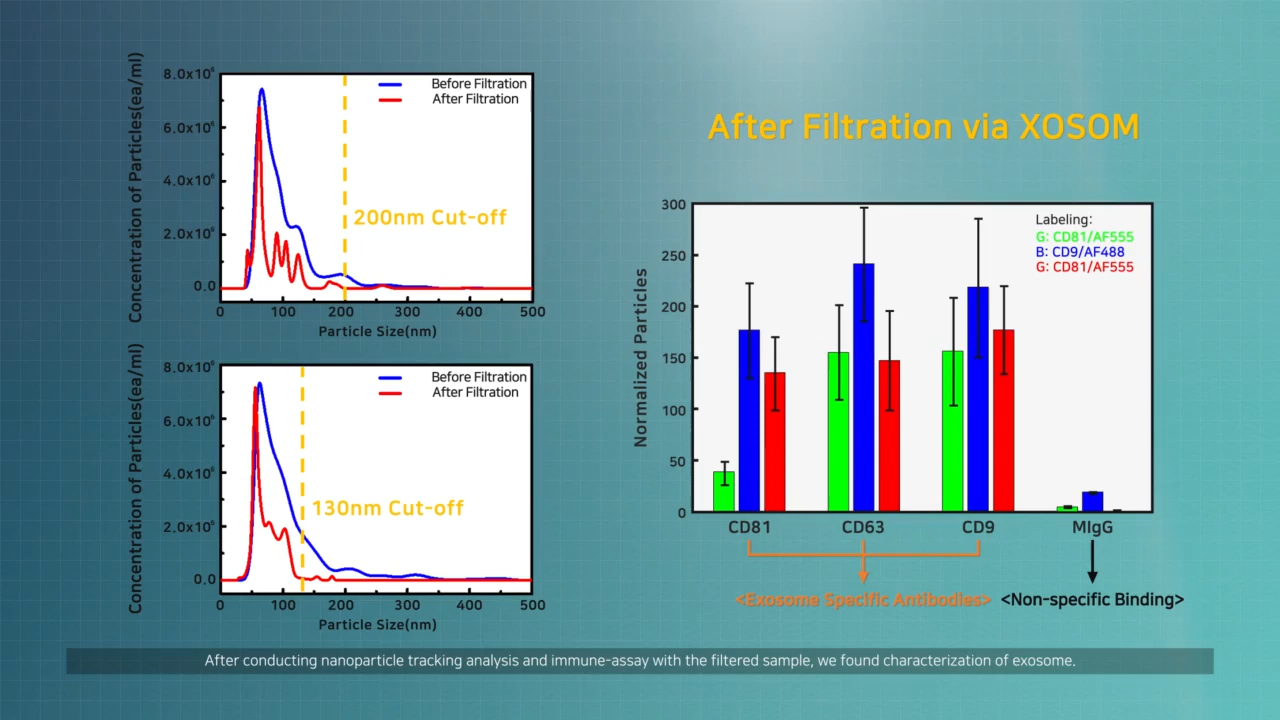 Concentration of Particles(ea/ml)
8.0x10⁶
6.0x10⁶
4.0x10⁶
2.0x10⁶
0.0
Before Filtration
After Filtration
200nm Cut-off
0 100 200 300 400 500
Particle Size(nm)
Concentration of Particles(ea/ml)
8.0x10⁶
6.0x10⁶
4.0x10⁶
2.0x10⁶
0.0
Before Filtration
After Filtration
130nm Cut-off
0 100 200 300 400 500
Particle Size(nm)
After Filtration via XOSOM
Normalized Particles
300
250
200
150
100
50
0
Labeling:
G: CD81/AF555
B: CD9/AF488
G: CD81/AF555
CD81 CD63 CD9 MIgG
<Exosome Specific Antibodies> <Non-specific Binding>
After conducting nanoparticle tracking analysis and immune-assay with the filtered sample, we found characterization of exosome.